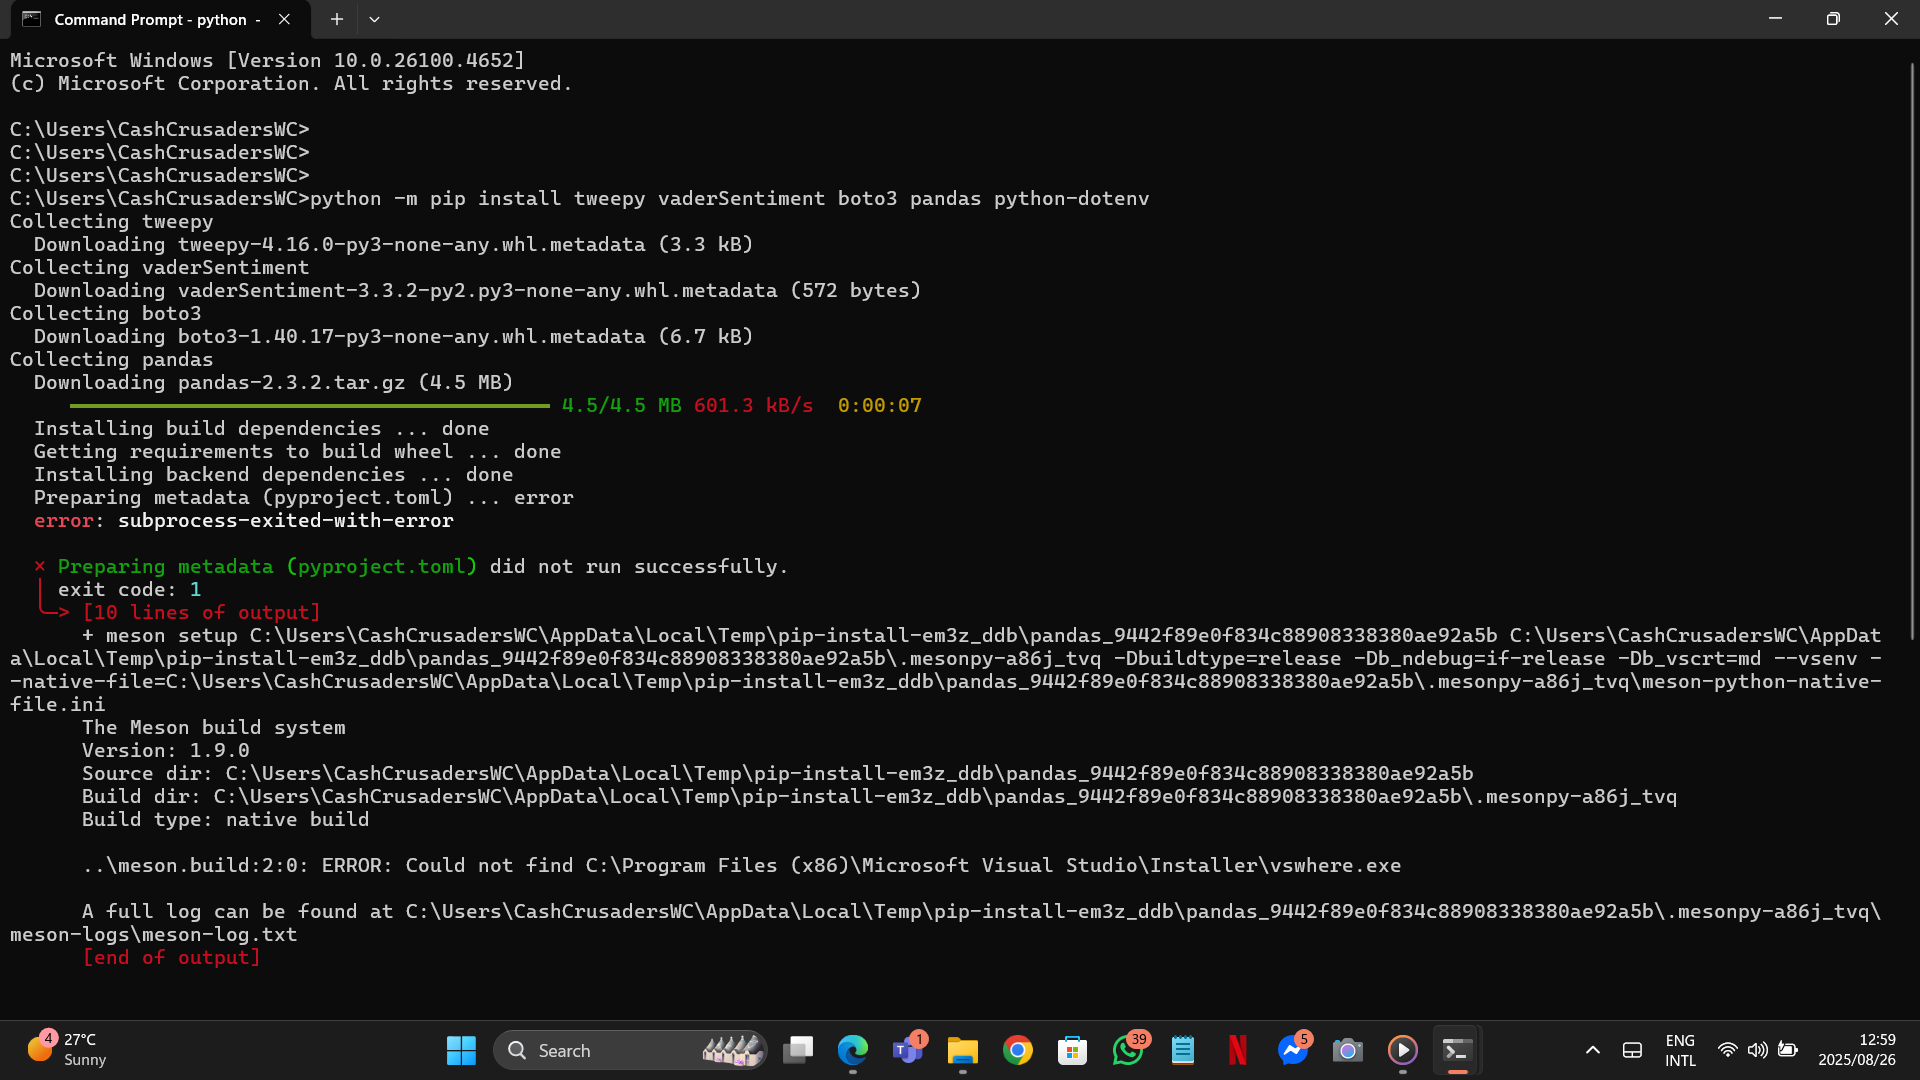 Command Prompt - python -
Microsoft Windows [Version 10.0.26100.4652]
(c) Microsoft Corporation. All rights reserved.
C:\Users\CashCrusadersWC>
C:\Users\CashCrusadersWC>
C:\Users\CashCrusadersWC>
C:\Users\CashCrusadersWC>python -m pip install tweepy vaderSentiment boto3 pandas python-dotenv
Collecting tweepy
  Downloading tweepy-4.16.0-py3-none-any.whl.metadata (3.3 kB)
Collecting vaderSentiment
  Downloading vaderSentiment-3.3.2-py2.py3-none-any.whl.metadata (572 bytes)
Collecting boto3
  Downloading boto3-1.40.17-py3-none-any.whl.metadata (6.7 kB)
Collecting pandas
  Downloading pandas-2.3.2.tar.gz (4.5 MB)
4.5/4.5 MB 601.3 kB/s  0:00:07
  Installing build dependencies ... done
  Getting requirements to build wheel ... done
  Installing backend dependencies ... done
  Preparing metadata (pyproject.toml) ... error
  error: subprocess-exited-with-error
  × Preparing metadata (pyproject.toml) did not run successfully.
  │ exit code: 1
  ╰─> [10 lines of output]
      + meson setup C:\Users\CashCrusadersWC\AppData\Local\Temp\pip-install-em3z_ddb\pandas_9442f89e0f834c88908338380ae92a5b C:\Users\CashCrusadersWC\AppDat
a\Local\Temp\pip-install-em3z_ddb\pandas_9442f89e0f834c88908338380ae92a5b\.mesonpy-a86j_tvq -Dbuildtype=release -Db_ndebug=if-release -Db_vscrt=md --vsenv -
-native-file=C:\Users\CashCrusadersWC\AppData\Local\Temp\pip-install-em3z_ddb\pandas_9442f89e0f834c88908338380ae92a5b\.mesonpy-a86j_tvq\meson-python-native-
file.ini
      The Meson build system
      Version: 1.9.0
      Source dir: C:\Users\CashCrusadersWC\AppData\Local\Temp\pip-install-em3z_ddb\pandas_9442f89e0f834c88908338380ae92a5b
      Build dir: C:\Users\CashCrusadersWC\AppData\Local\Temp\pip-install-em3z_ddb\pandas_9442f89e0f834c88908338380ae92a5b\.mesonpy-a86j_tvq
      Build type: native build
      ..\meson.build:2:0: ERROR: Could not find C:\Program Files (x86)\Microsoft Visual Studio\Installer\vswhere.exe
      A full log can be found at C:\Users\CashCrusadersWC\AppData\Local\Temp\pip-install-em3z_ddb\pandas_9442f89e0f834c88908338380ae92a5b\.mesonpy-a86j_tvq\
meson-logs\meson-log.txt
      [end of output]
4
27°C
Sunny
Search
1
39
5
ENG
INTL
12:59
2025/08/26